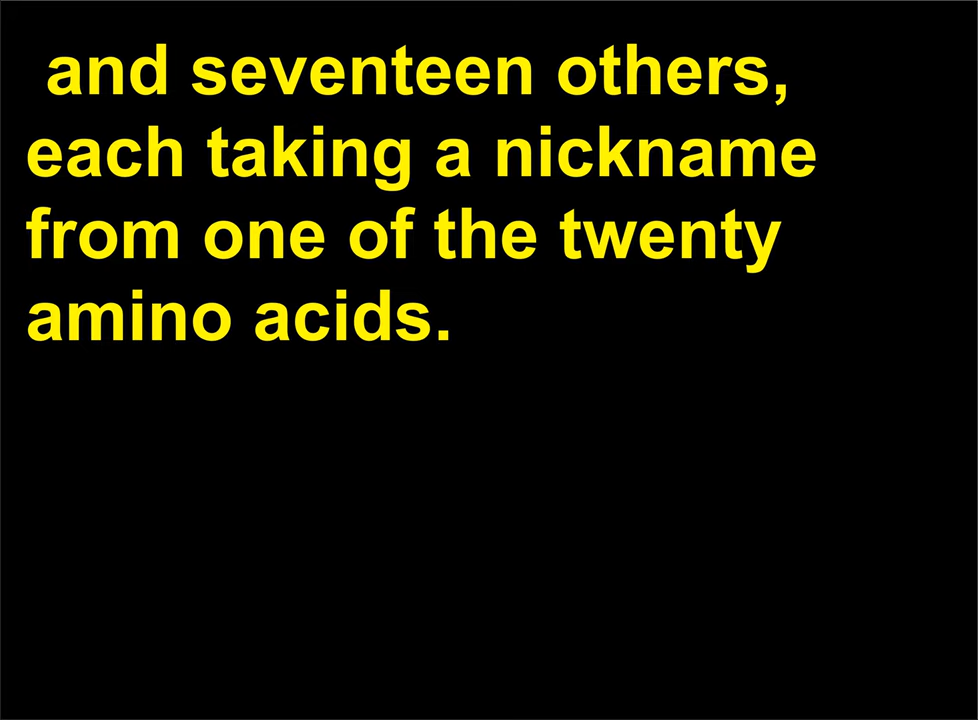 and seventeen others,
each taking a nickname
from one of the twenty
amino acids.